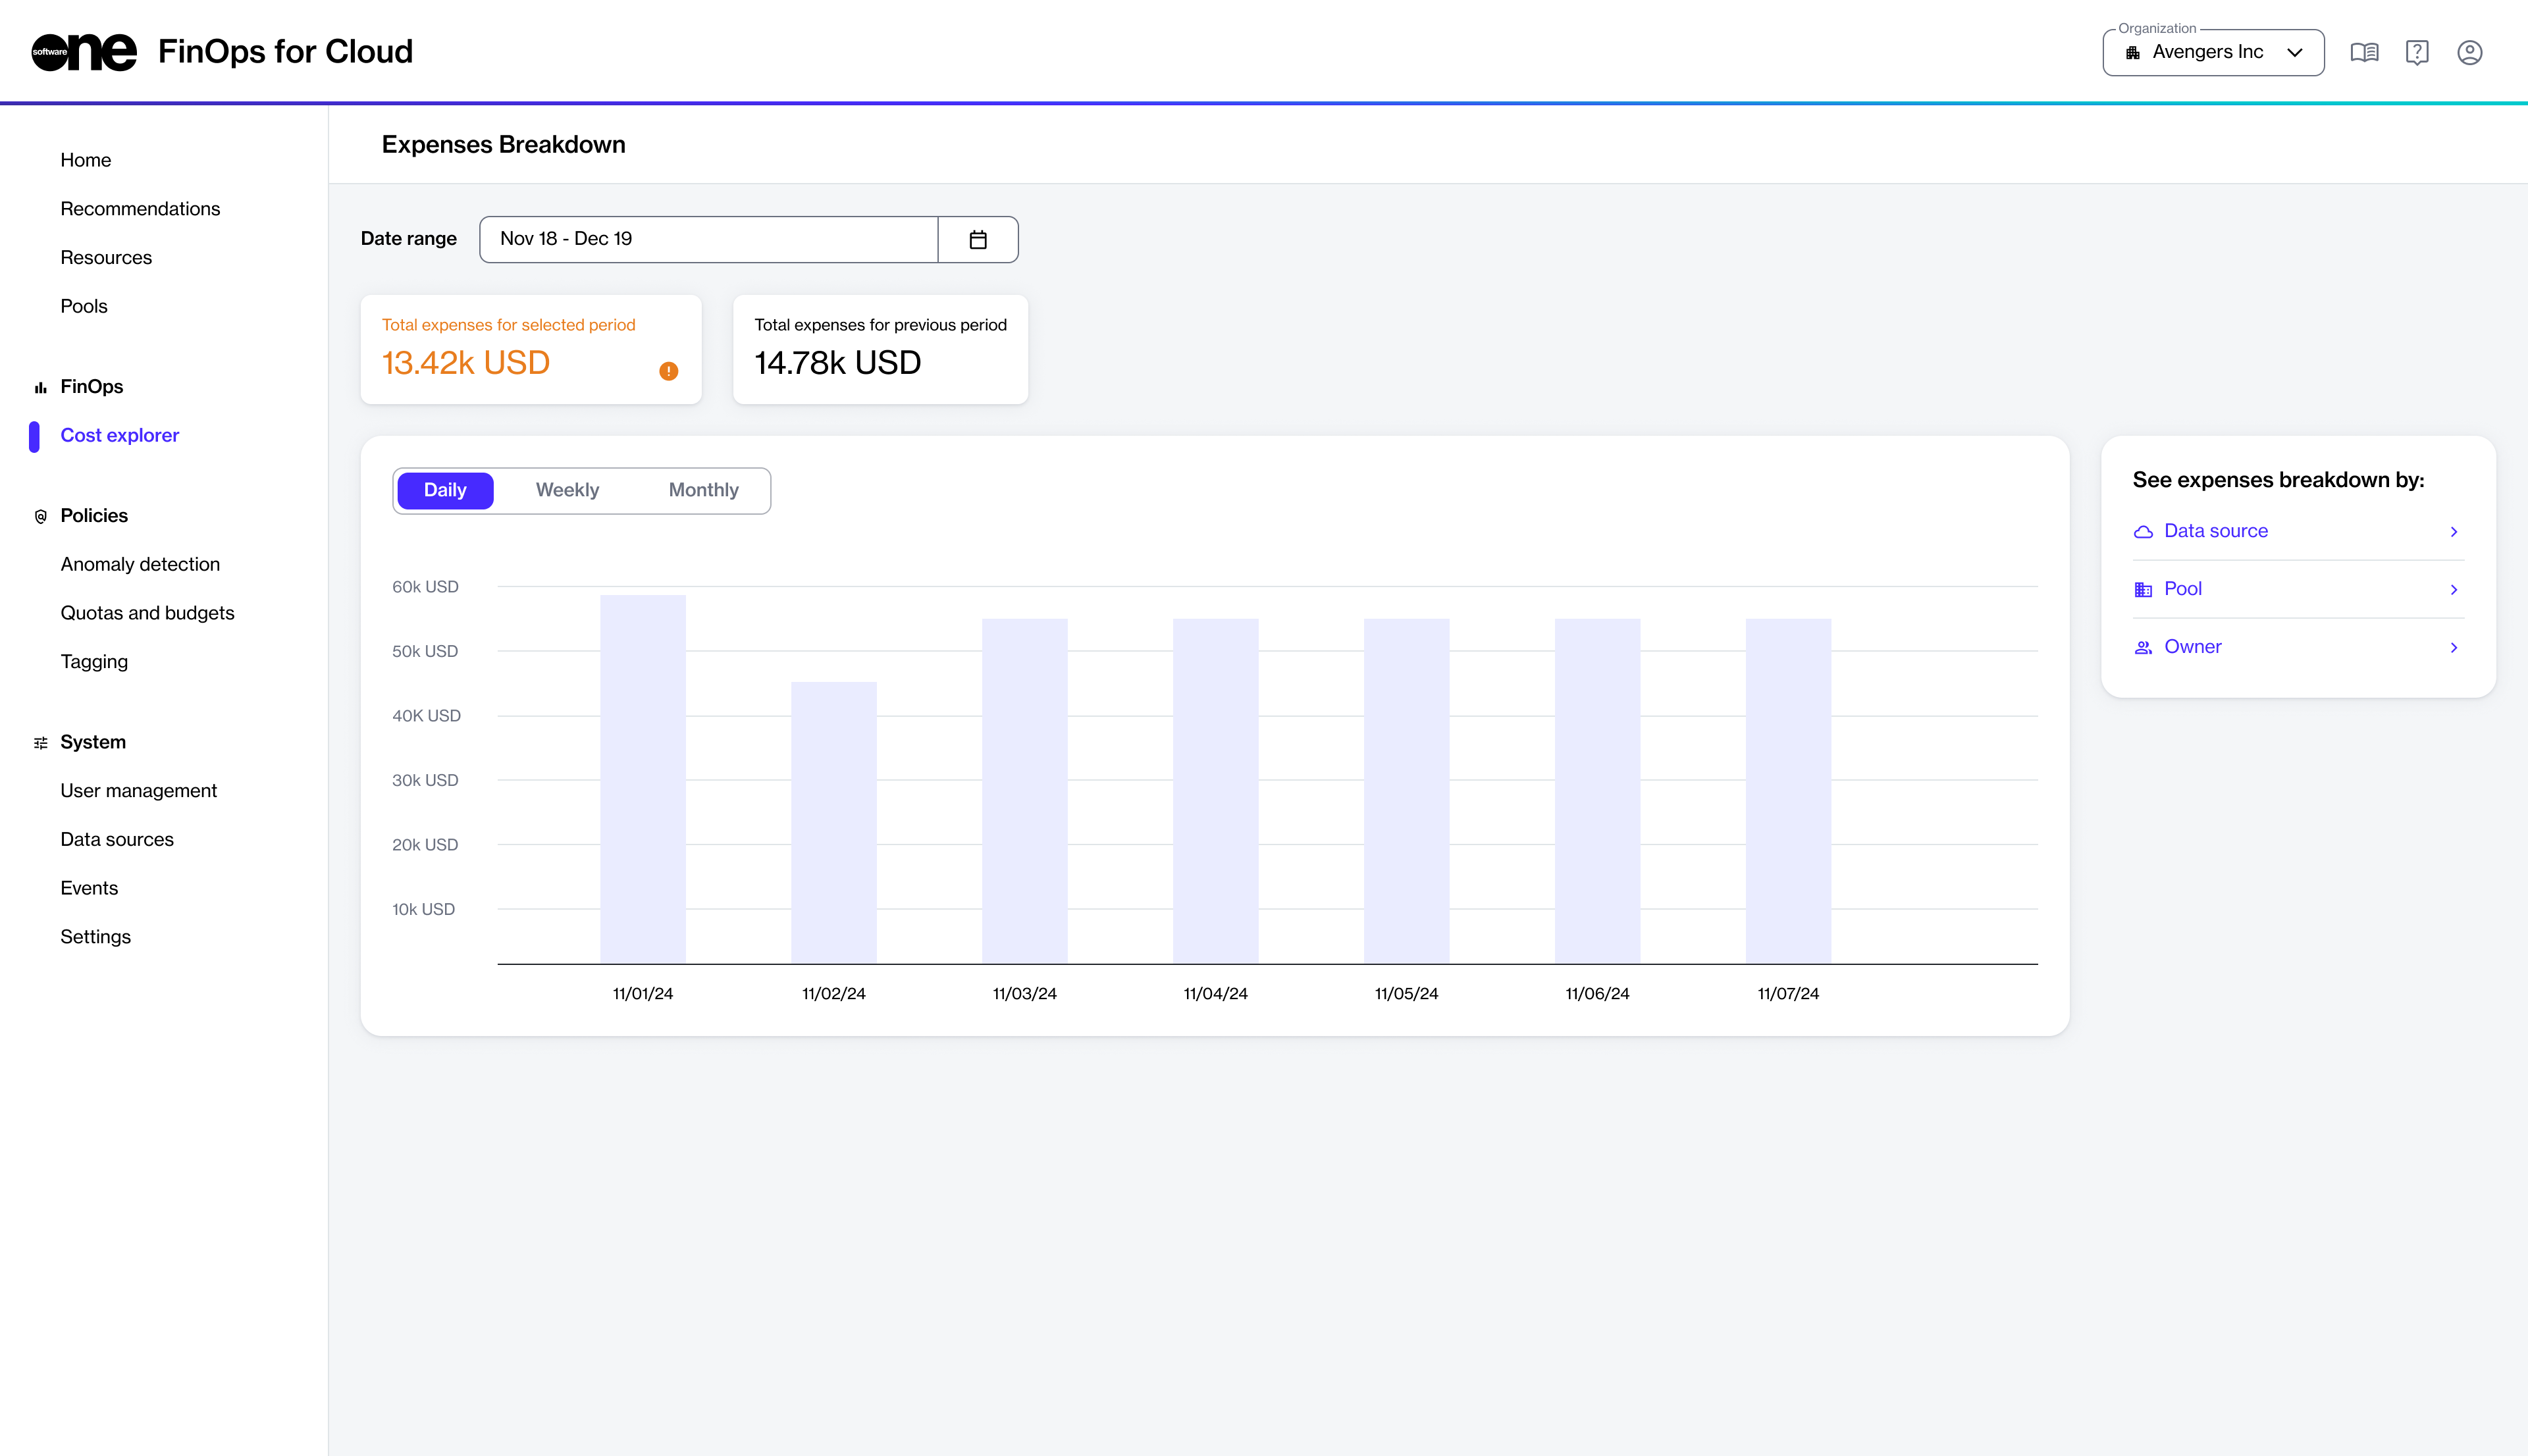 software one FinOps for Cloud
Organization
Avengers Inc
Home
Recommendations
Resources
Pools
FinOps
Cost explorer
Policies
Anomaly detection
Quotas and budgets
Tagging
System
User management
Data sources
Events
Settings
Expenses Breakdown
Date range Nov 18 - Dec 19
Total expenses for selected period
13.42k USD
Total expenses for previous period
14.78k USD
Daily Weekly Monthly
60k USD
50k USD
40K USD
30k USD
20k USD
10k USD
11/01/24 11/02/24 11/03/24 11/04/24 11/05/24 11/06/24 11/07/24
See expenses breakdown by:
Data source
Pool
Owner